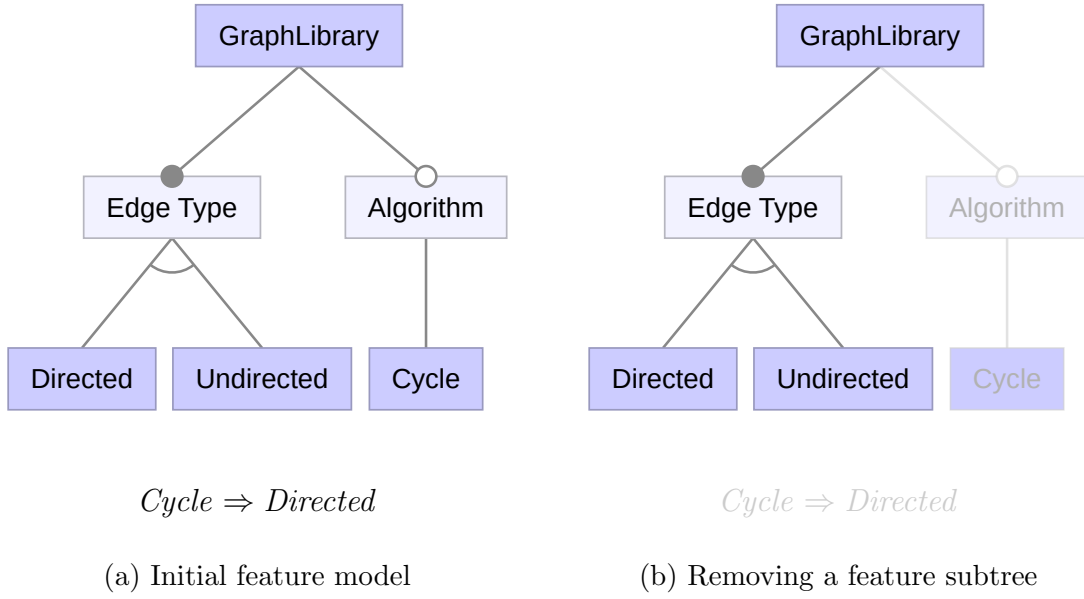 GraphLibrary
Edge Type
Algorithm
Directed
Undirected
Cycle
Cycle ⇒ Directed
(a) Initial feature model
GraphLibrary
Edge Type
Algorithm
Directed
Undirected
Cycle
Cycle ⇒ Directed
(b) Removing a feature subtree